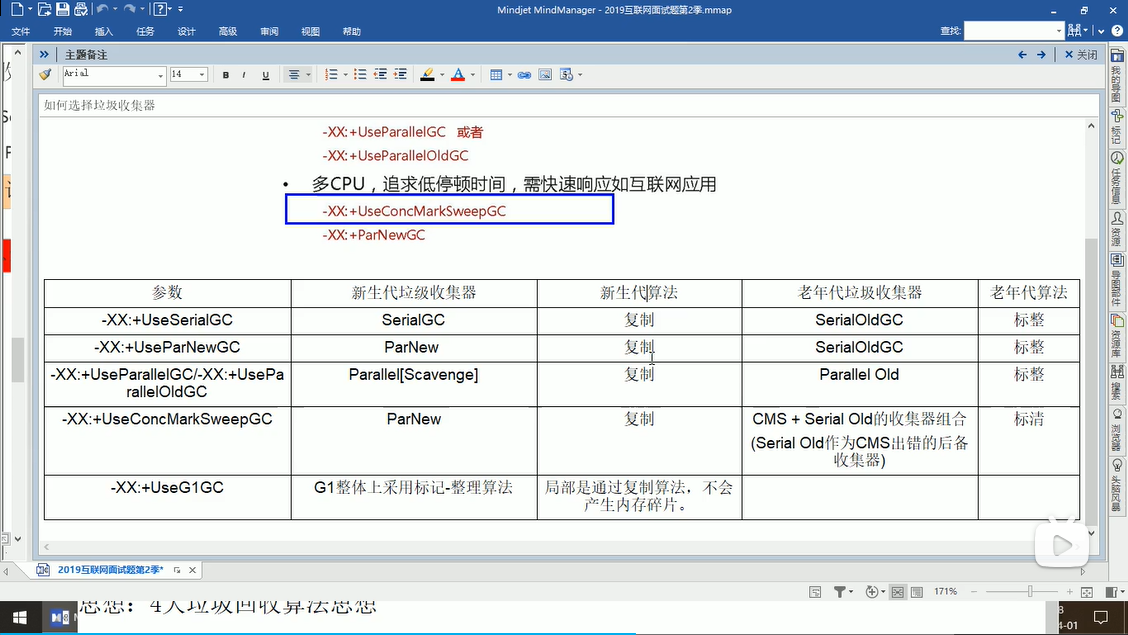 Mindjet MindManager - 2019互联网面试题第2季.mmap
文件 开始 插入 任务 设计 高级 审阅 视图 帮助 查找:
主题备注 关闭
Arial 14 B I U
如何选择垃圾收集器
-XX:+UseParallelGC 或者
-XX:+UseParallelOldGC
• 多CPU，追求低停顿时间，需快速响应如互联网应用
-XX:+UseConcMarkSweepGC
-XX:+ParNewGC
参数 新生代垃圾收集器 新生代算法 老年代垃圾收集器 老年代算法
-XX:+UseSerialGC SerialGC 复制 SerialOldGC 标整
-XX:+UseParNewGC ParNew 复制 SerialOldGC 标整
-XX:+UseParallelGC/-XX:+UsePa
rallelOldGC Parallel[Scavenge] 复制 Parallel Old 标整
-XX:+UseConcMarkSweepGC ParNew 复制 CMS + Serial Old的收集器组合 标清
(Serial Old作为CMS出错的后备
收集器)
-XX:+UseG1GC G1整体上采用标记-整理算法 局部是通过复制算法，不会
产生内存碎片。
我的导图
标记
任务信息
资源
导图部件
资源库
搜索
浏览器
头脑风暴
2019互联网面试题第2季*
171%
思想：4大垃圾回收算法思想